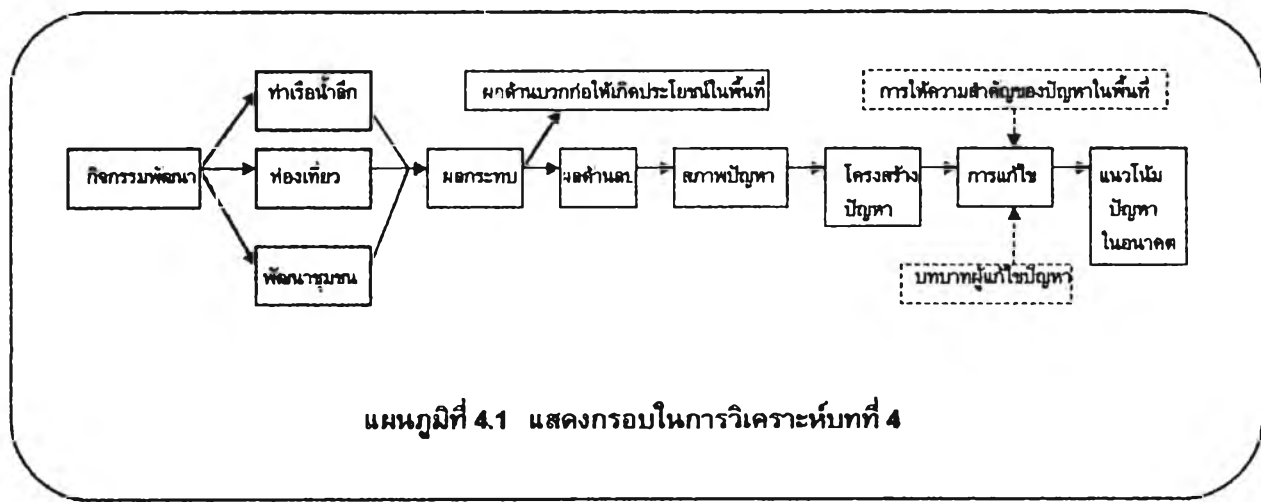 ท่าเรือน้ำลึก
ผลด้านบวกก่อให้เกิดประโยชน์ในพื้นที่
การให้ความสำคัญของปัญหาในพื้นที่
กิจกรรมพัฒนา
ท่องเที่ยว
ผลกระทบ
ผลด้านลบ
สภาพปัญหา
โครงสร้าง
ปัญหา
การแก้ไข
แนวโน้ม
ปัญหา
ในอนาคต
พัฒนาชุมชน
บทบาทผู้แก้ไขปัญหา
แผนภูมิที่ 4.1 แสดงกรอบในการวิเคราะห์บทที่ 4